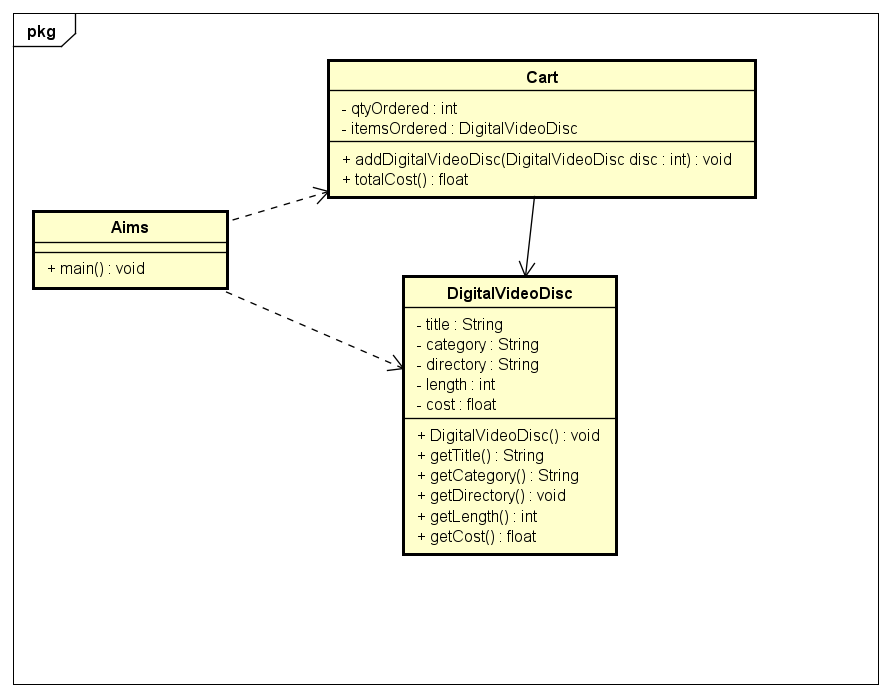 pkg
Cart
- qtyOrdered : int
- itemsOrdered : DigitalVideoDisc
+ addDigitalVideoDisc(DigitalVideoDisc disc : int) : void
+ totalCost() : float
Aims
+ main() : void
DigitalVideoDisc
- title : String
- category : String
- directory : String
- length : int
- cost : float
+ DigitalVideoDisc() : void
+ getTitle() : String
+ getCategory() : String
+ getDirectory() : void
+ getLength() : int
+ getCost() : float